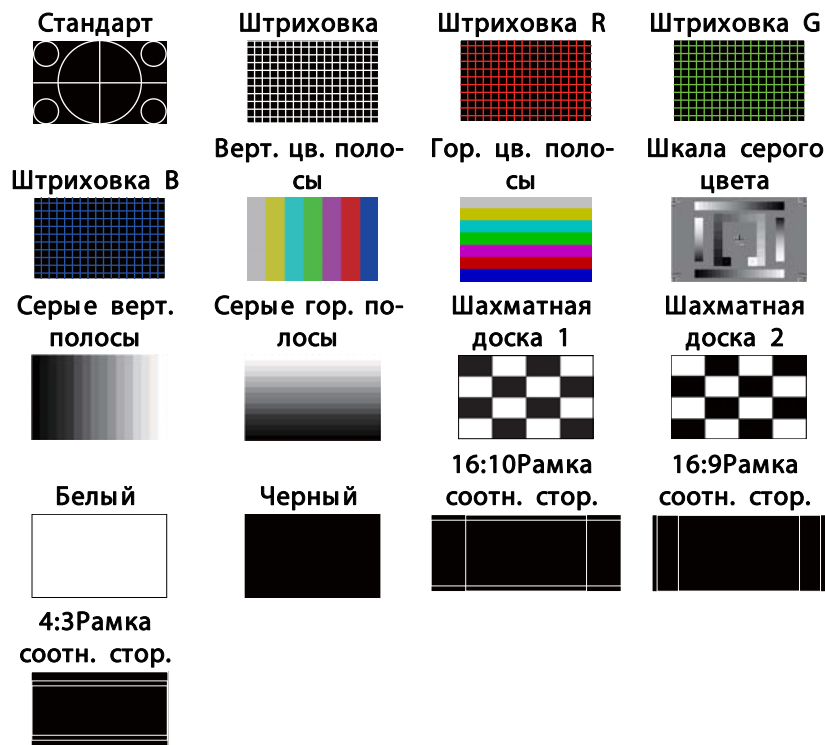 Стандарт
Штриховка
Штриховка R
Штриховка G
Штриховка B
Верт. цв. поло-
сы
Гор. цв. поло-
сы
Шкала серого
цвета
Серые верт.
полосы
Серые гор. по-
лосы
Шахматная
доска 1
Шахматная
доска 2
Белый
Черный
16:10Рамка
соотн. стор.
16:9Рамка
соотн. стор.
4:3Рамка
соотн. стор.